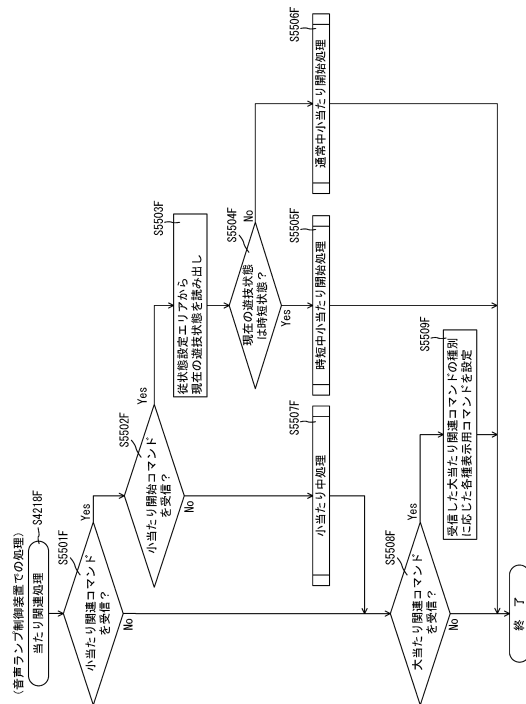 (音声ランプ制御装置での処理)
当たり関連処理
S4218F
S5501F
小当たり関連コマンド
を受信?
Yes
No
S5502F
小当たり開始コマンド
を受信?
Yes
No
S5503F
従状態設定エリアから
現在の遊技状態を読み出し
S5504F
現在の遊技状態
は時短状態?
No
Yes
S5507F
小当たり中処理
S5505F
時短中小当たり開始処理
S5506F
通常中小当たり開始処理
S5508F
大当たり関連コマンド
を受信?
Yes
No
S5509F
受信した大当たり関連コマンドの種別
に応じた各種表示用コマンドを設定
終 了